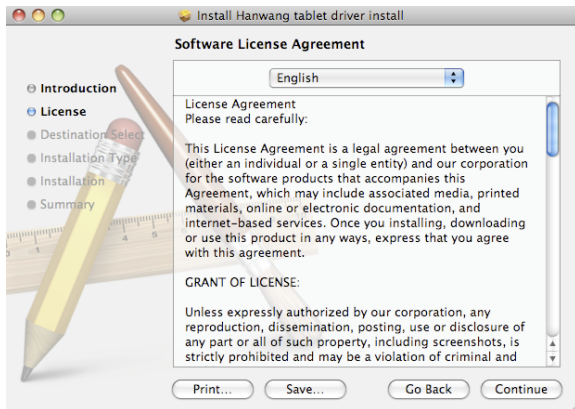 Install Hanwang tablet driver install
Software License Agreement
Introduction
License
Destination Select
Installation Type
Installation
Summary
English
License Agreement
Please read carefully:
This License Agreement is a legal agreement between you
(either an individual or a single entity) and our corporation
for the software products that accompanies this
Agreement, which may include associated media, printed
materials, online or electronic documentation, and
internet-based services. Once you installing, downloading
or use this product in any ways, express that you agree
with this agreement.
GRANT OF LICENSE:
Unless expressly authorized by our corporation, any
reproduction, dissemination, posting, use or disclosure of
any part or all of such property, including screenshots, is
strictly prohibited and may be a violation of criminal and
Print...
Save...
Go Back
Continue